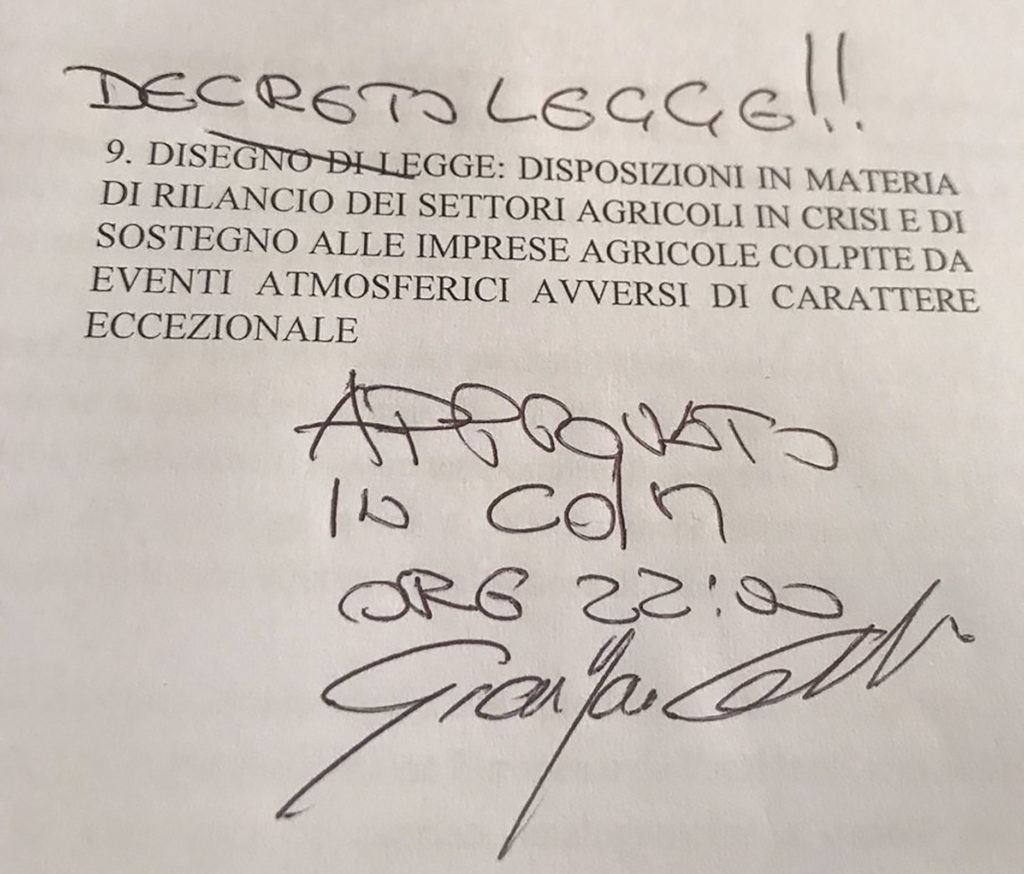 DECRETO LEGGE!!
9. DISEGNO DI LEGGE: DISPOSIZIONI IN MATERIA
DI RILANCIO DEI SETTORI AGRICOLI IN CRISI E DI
SOSTEGNO ALLE IMPRESE AGRICOLE COLPITE DA
EVENTI ATMOSFERICI AVVERSI DI CARATTERE
ECCEZIONALE
APPROVATO
IN CDM
ORE 22:00